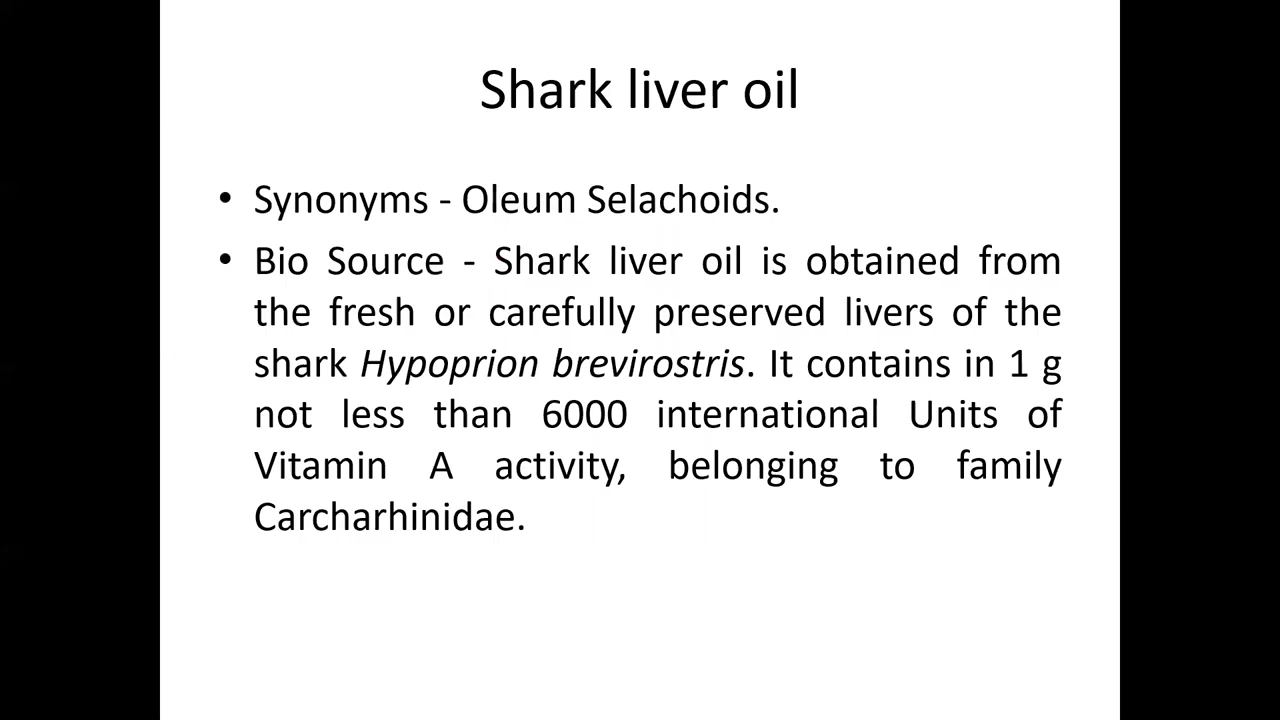 Shark liver oil
• Synonyms - Oleum Selachoids.
• Bio Source - Shark liver oil is obtained from
the fresh or carefully preserved livers of the
shark Hypoprion brevirostris. It contains in 1 g
not less than 6000 international Units of
Vitamin A activity, belonging to family
Carcharhinidae.